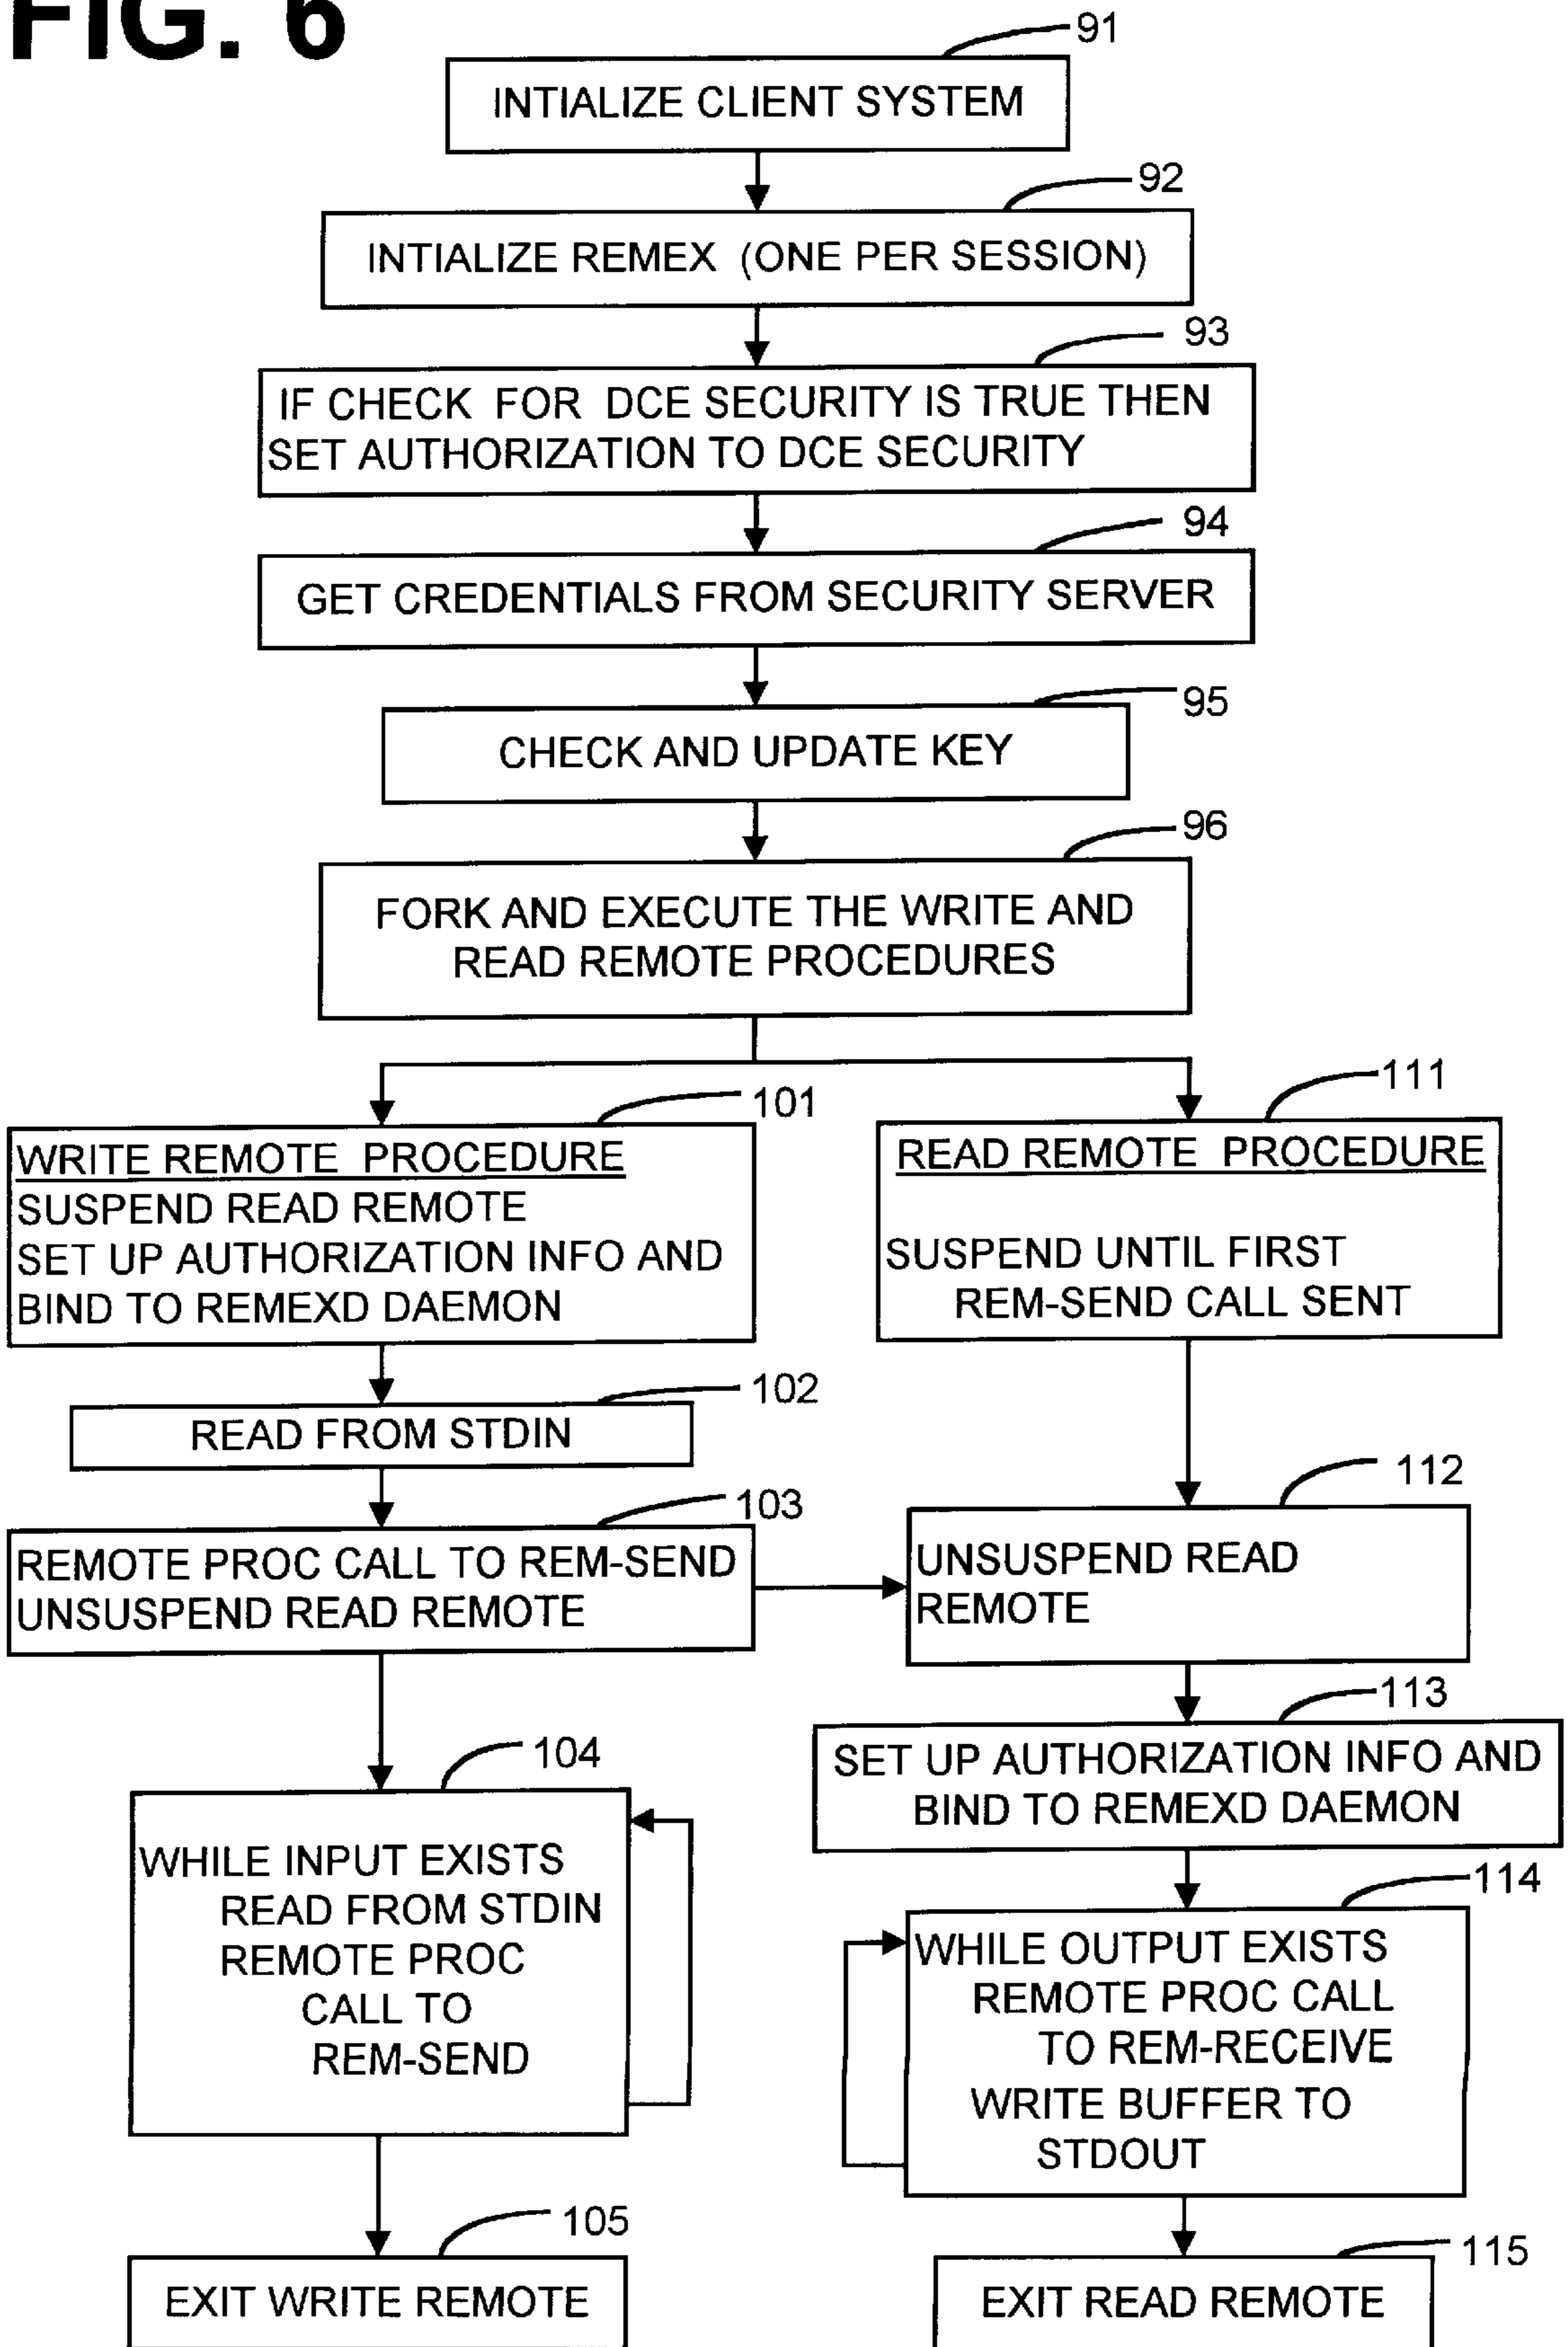 FIG. 6
91
INTIALIZE CLIENT SYSTEM
92
INTIALIZE REMEX (ONE PER SESSION)
93
IF CHECK FOR DCE SECURITY IS TRUE THEN
SET AUTHORIZATION TO DCE SECURITY
94
GET CREDENTIALS FROM SECURITY SERVER
95
CHECK AND UPDATE KEY
96
FORK AND EXECUTE THE WRITE AND
READ REMOTE PROCEDURES
101
WRITE REMOTE PROCEDURE
SUSPEND READ REMOTE
SET UP AUTHORIZATION INFO AND
BIND TO REMEXD DAEMON
102
READ FROM STDIN
103
REMOTE PROC CALL TO REM-SEND
UNSUSPEND READ REMOTE
104
WHILE INPUT EXISTS
READ FROM STDIN
REMOTE PROC
CALL TO
REM-SEND
105
EXIT WRITE REMOTE
111
READ REMOTE PROCEDURE
SUSPEND UNTIL FIRST
REM-SEND CALL SENT
112
UNSUSPEND READ
REMOTE
113
SET UP AUTHORIZATION INFO AND
BIND TO REMEXD DAEMON
114
WHILE OUTPUT EXISTS
REMOTE PROC CALL
TO REM-RECEIVE
WRITE BUFFER TO
STDOUT
115
EXIT READ REMOTE